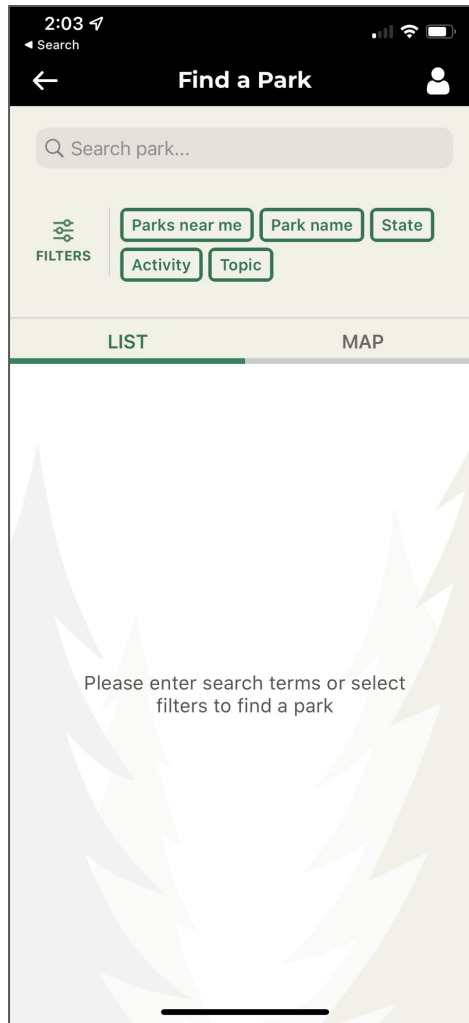 2:03
◀ Search
Find a Park
Search park...
FILTERS
Parks near me
Park name
State
Activity
Topic
LIST
MAP
Please enter search terms or select
filters to find a park